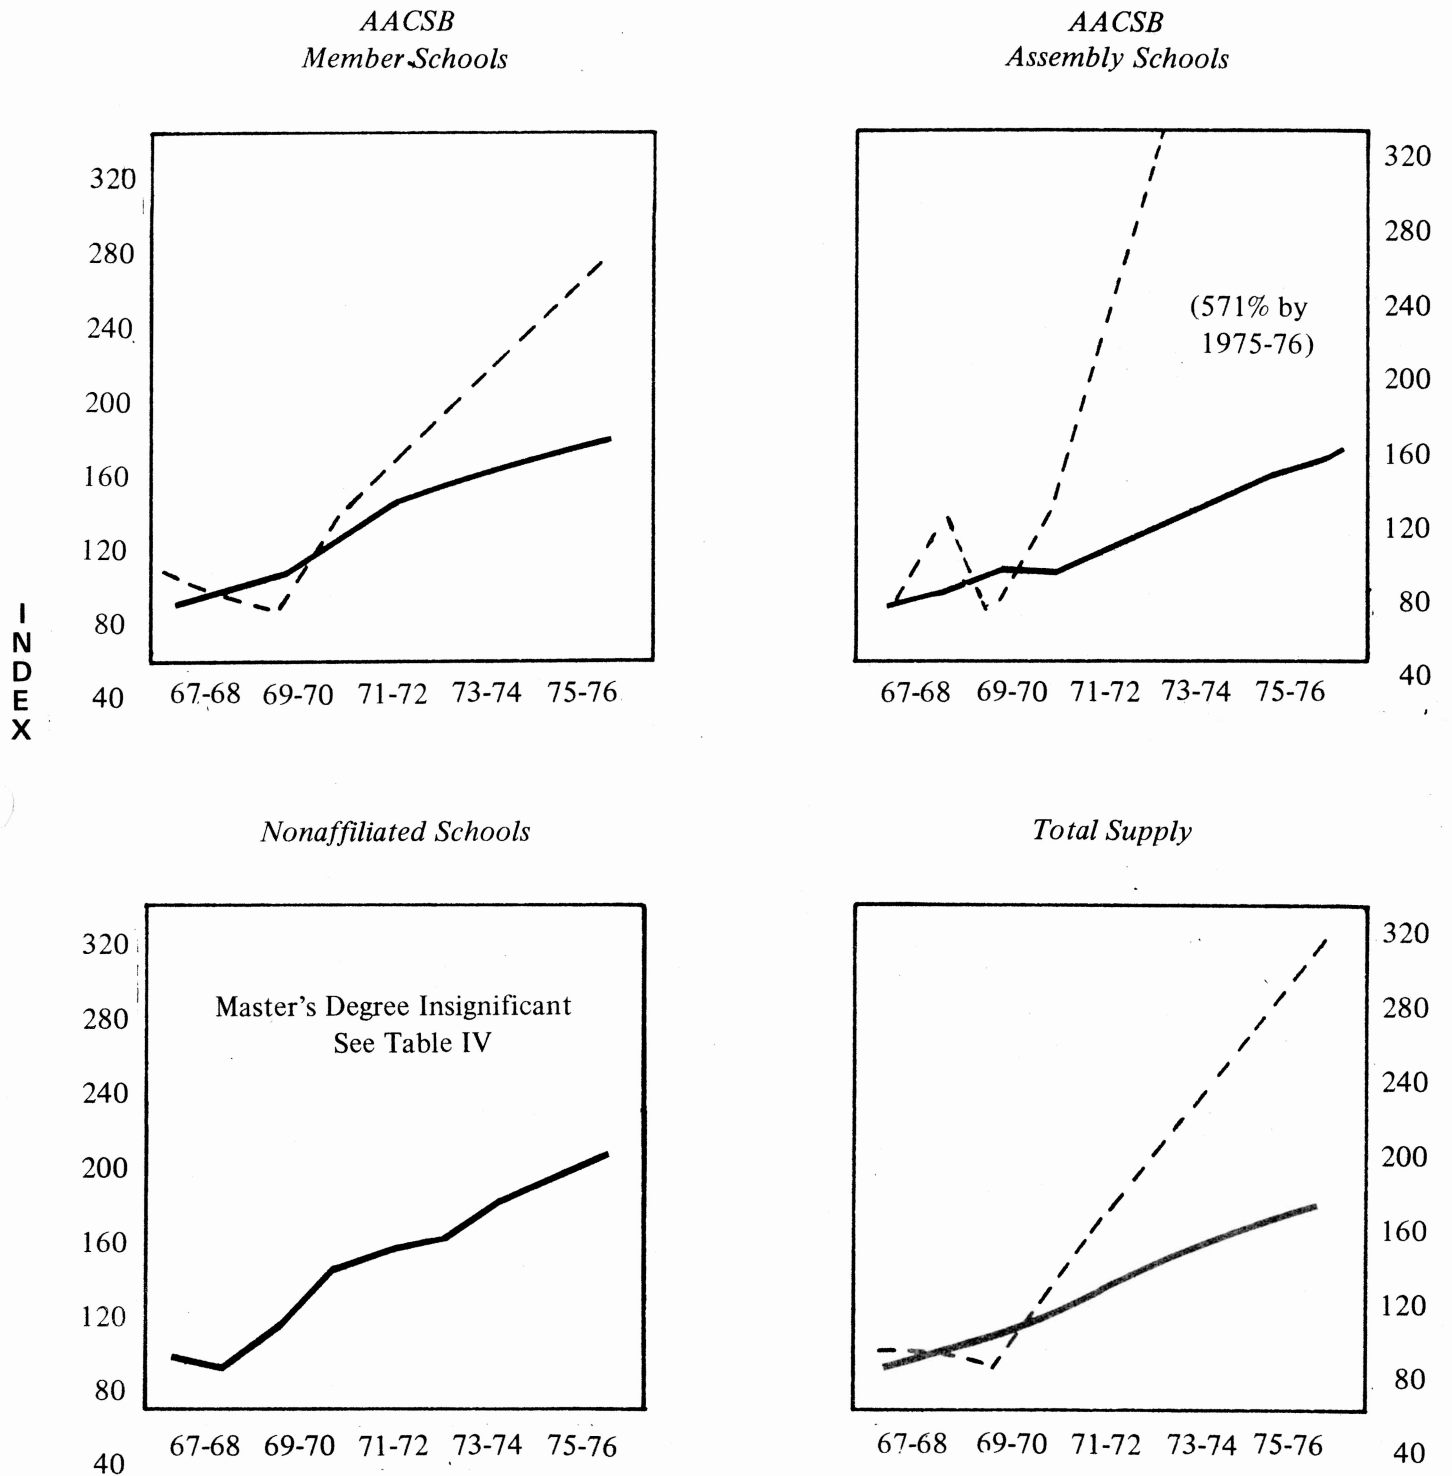 AACSB
Member Schools
320
280
240
200
160
120
80
40
67-68 69-70 71-72 73-74 75-76
INDEX
AACSB
Assembly Schools
(571% by
1975-76)
320
280
240
200
160
120
80
40
67-68 69-70 71-72 73-74 75-76
Nonaffiliated Schools
320
280
240
200
160
120
80
40
Master's Degree Insignificant
See Table IV
67-68 69-70 71-72 73-74 75-76
Total Supply
320
280
240
200
160
120
80
40
67-68 69-70 71-72 73-74 75-76